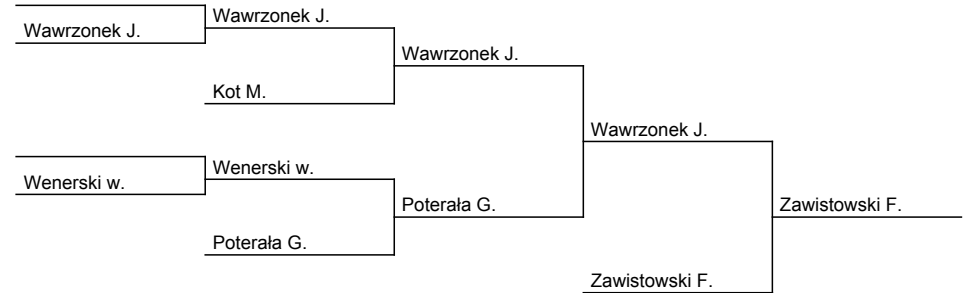 Wawrzonek J.
Wawrzonek J.
Wawrzonek J.
Kot M.
Wawrzonek J.
Wenerski w.
Wenerski w.
Poterała G.
Zawistowski F.
Poterała G.
Zawistowski F.